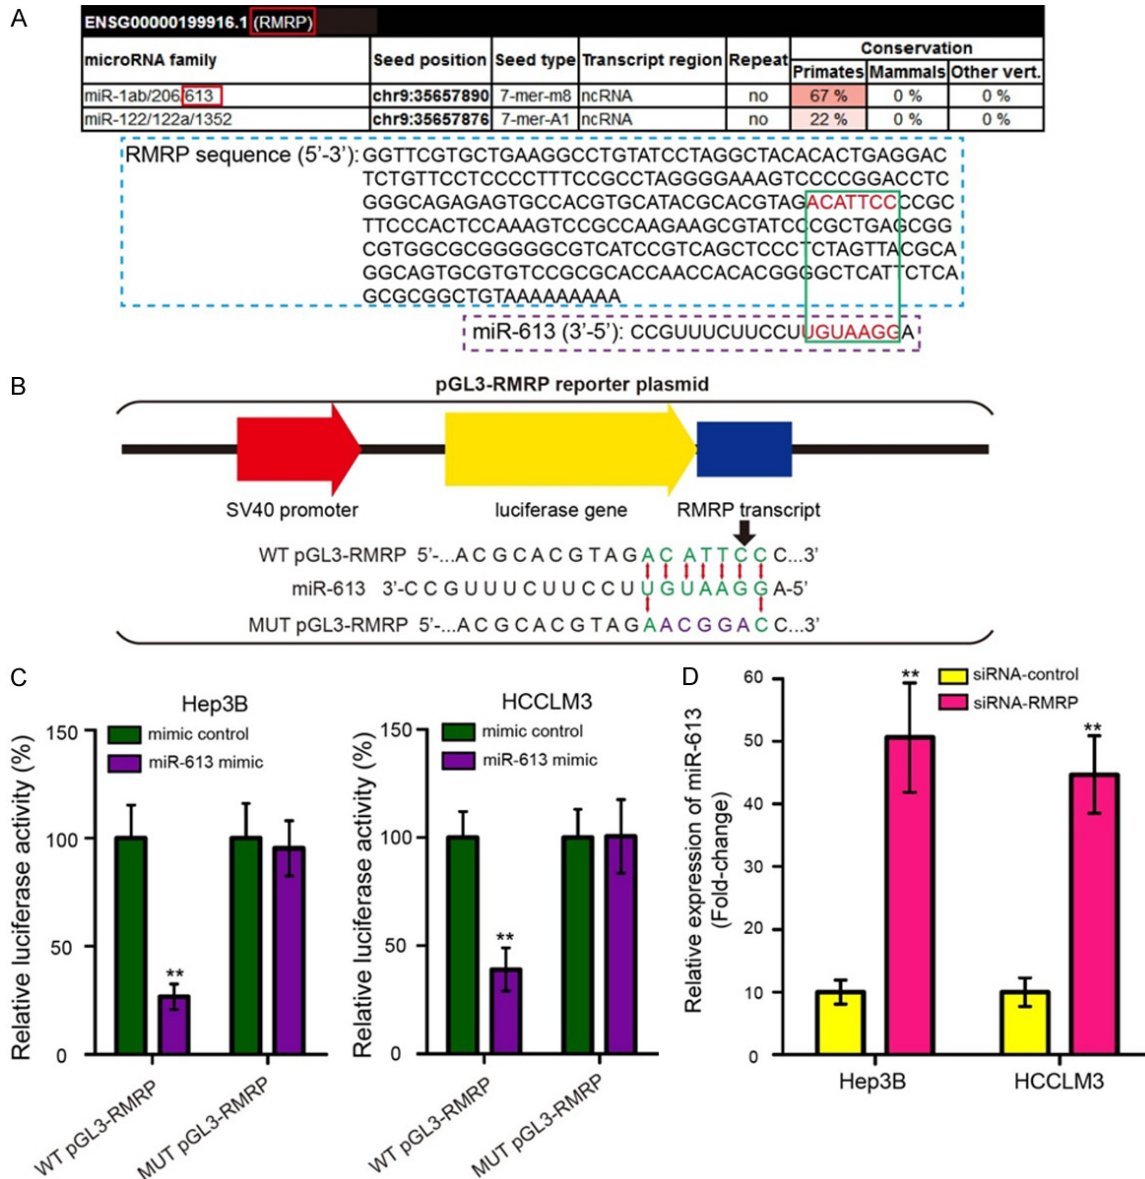 A
ENSG00000199916.1 (RMRP)
microRNA family Seed position Seed type Transcript region Repeat Conservation
Primates Mammals Other vert.
miR-1ab/206/613 chr9:35657890 7-mer-m8 ncRNA no 67 % 0 % 0 %
miR-122/122a/1352 chr9:35657876 7-mer-A1 ncRNA no 22 % 0 % 0 %
RMRP sequence (5'-3'): GGTTCGTGCTGAAGGCCTGTATCCTAGGCTACACACTGAGGAC
TCTGTTCCTCCCCTTTCCGCCTAGGGGAAAGTCCCCGGACCTC
GGGCAGAGAGTGCCACGTGCATACGCACGTAGACATTCCCCGC
TTCCCACTCCAAAGTCCGCCAAGAAGCGTATCCCGCTGAGCGG
CGTGGCGCGGGGGCGTCATCCGTCAGCTCCCTCTAGTTACGCA
GGCAGTGCGTGTCCGCGCACCAACCACACGGGGCTCATTCTCA
GCGCGGCTGTAAAAAAAAA
miR-613 (3'-5'): CCGUUUCUUCCUUGUAAGGA
B
pGL3-RMRP reporter plasmid
SV40 promoter luciferase gene RMRP transcript
WT pGL3-RMRP 5'-...A C G C A C G T A G A C A T T C C C C...3'
miR-613 3'-C C G U U U C U U C C U U G U A A G G A-5'
MUT pGL3-RMRP 5'-...A C G C A C G T A G A A C G G A C C C...3'
C
Hep3B
Relative luciferase activity (%)
150
100
50
0
mimic control
miR-613 mimic
**
WT pGL3-RMRP
MUT pGL3-RMRP
HCCLM3
Relative luciferase activity (%)
150
100
50
0
mimic control
miR-613 mimic
**
WT pGL3-RMRP
MUT pGL3-RMRP
D
Relative expression of miR-613
(Fold-change)
60
50
40
30
20
10
0
siRNA-control
siRNA-RMRP
**
**
Hep3B
HCCLM3